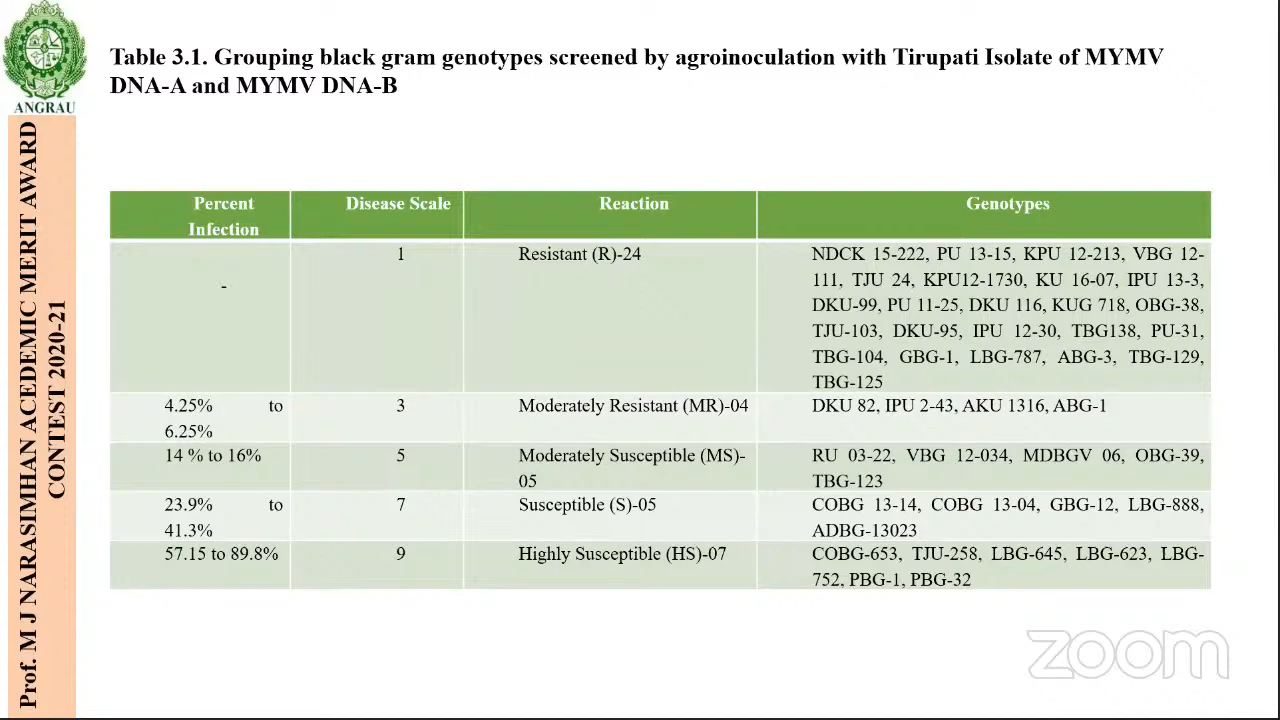 ANGRAU
Prof. M J NARASIMHAN ACEDEMIC MERIT AWARD
CONTEST 2020-21
Table 3.1. Grouping black gram genotypes screened by agroinoculation with Tirupati Isolate of MYMV
DNA-A and MYMV DNA-B
Percent
Infection
Disease Scale
Reaction
Genotypes
-
1
Resistant (R)-24
NDCK 15-222, PU 13-15, KPU 12-213, VBG 12-
111, TJU 24, KPU12-1730, KU 16-07, IPU 13-3,
DKU-99, PU 11-25, DKU 116, KUG 718, OBG-38,
TJU-103, DKU-95, IPU 12-30, TBG138, PU-31,
TBG-104, GBG-1, LBG-787, ABG-3, TBG-129,
TBG-125
4.25% to
6.25%
3
Moderately Resistant (MR)-04
DKU 82, IPU 2-43, AKU 1316, ABG-1
14 % to 16%
5
Moderately Susceptible (MS)-
05
RU 03-22, VBG 12-034, MDBGV 06, OBG-39,
TBG-123
23.9% to
41.3%
7
Susceptible (S)-05
COBG 13-14, COBG 13-04, GBG-12, LBG-888,
ADBG-13023
57.15 to 89.8%
9
Highly Susceptible (HS)-07
COBG-653, TJU-258, LBG-645, LBG-623, LBG-
752, PBG-1, PBG-32
zoom